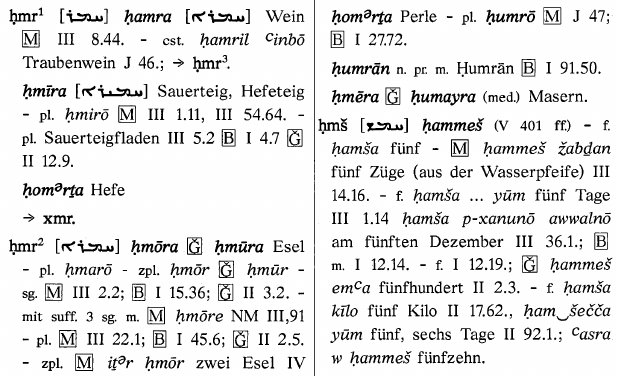 ḥmr¹ [ܚܡܪ] ḥamra [ܚܡܪܐ] Wein
M III 8.44. - cst. ḥamril ᶜinbō
Traubenwein J 46.; → ḥmr³.
ḥmīra [ܚܡܝܪܐ] Sauerteig, Hefeteig
- pl. ḥmirō M III 1.11, III 54.64. -
pl. Sauerteigfladen III 5.2 B I 4.7 Ğ
II 12.9.
ḥomᵊrṯa Hefe
→ xmr.
ḥmr² [ܚܡܪܐ] ḥmōra Ğ ḥmūra Esel
- pl. ḥmarō - zpl. ḥmōr Ğ ḥmūr -
sg. M III 2.2; B I 15.36; Ğ II 3.2. -
mit suff. 3 sg. m. M ḥmōre NM III,91
- pl. M III 22.1; B I 45.6; Ğ II 2.5.
- zpl. M iṯᵊr ḥmōr zwei Esel IV
ḥomᵊrṯa Perle - pl. ḥumrō M J 47;
B I 27.72.
ḥumrān n. pr. m. Ḥumrān B I 91.50.
ḥmēra Ğ ḥumayra (med.) Masern.
ḥmš [ܚܡܫ] ḥammeš (V 401 ff.) - f.
ḥamša fünf - M ḥammeš žabḏan
fünf Züge (aus der Wasserpfeife) III
14.16. - f. ḥamša ... yūm fünf Tage
III 1.14 ḥamša p-xanunō awwalnō
am fünften Dezember III 36.1.; B
m. I 12.14. - f. I 12.19.; Ğ ḥammeš
emᶜa fünfhundert II 2.3. - f. ḥamša
kīlo fünf Kilo II 17.62., ḥam‿šečča
yūm fünf, sechs Tage II 92.1.; ᶜasra
w ḥammeš fünfzehn.